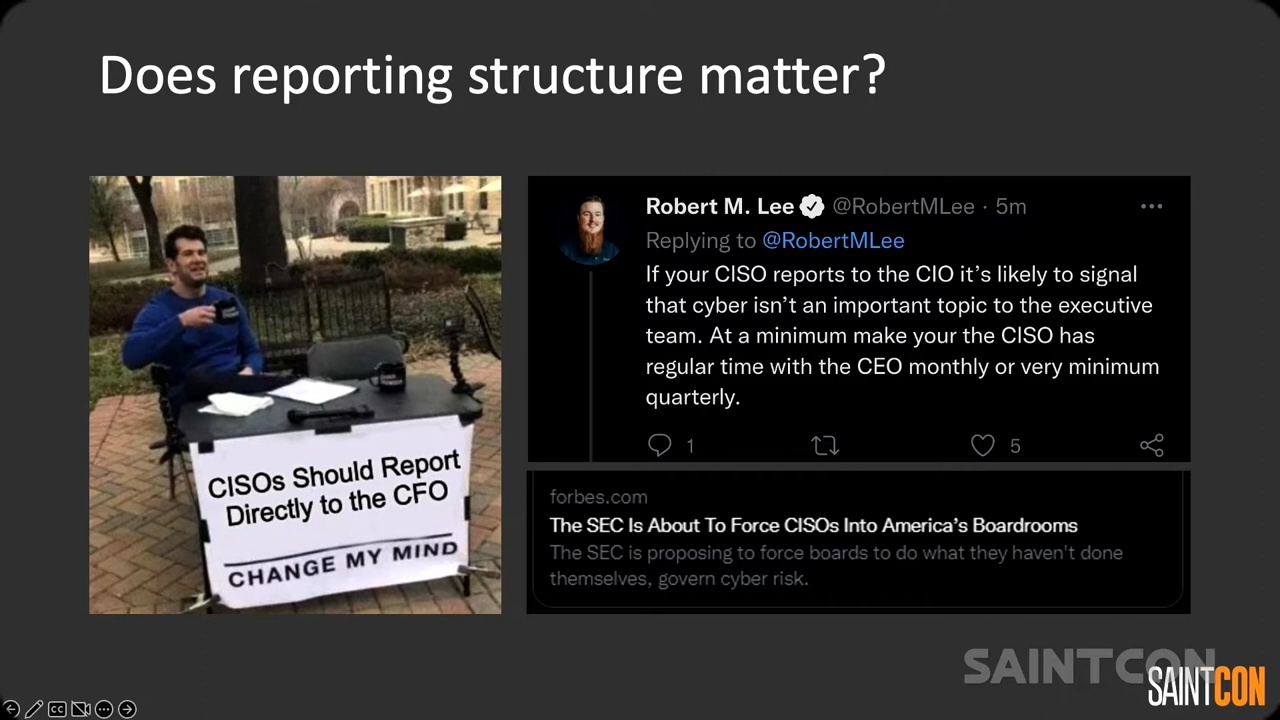 Does reporting structure matter?
CISOs Should Report
Directly to the CFO
CHANGE MY MIND
Robert M. Lee @RobertMLee · 5m
Replying to @RobertMLee
If your CISO reports to the CIO it's likely to signal
that cyber isn't an important topic to the executive
team. At a minimum make your the CISO has
regular time with the CEO monthly or very minimum
quarterly.
1 5
forbes.com
The SEC Is About To Force CISOs Into America's Boardrooms
The SEC is proposing to force boards to do what they haven't done
themselves, govern cyber risk.
SAINTCON
SAINTCON
CC